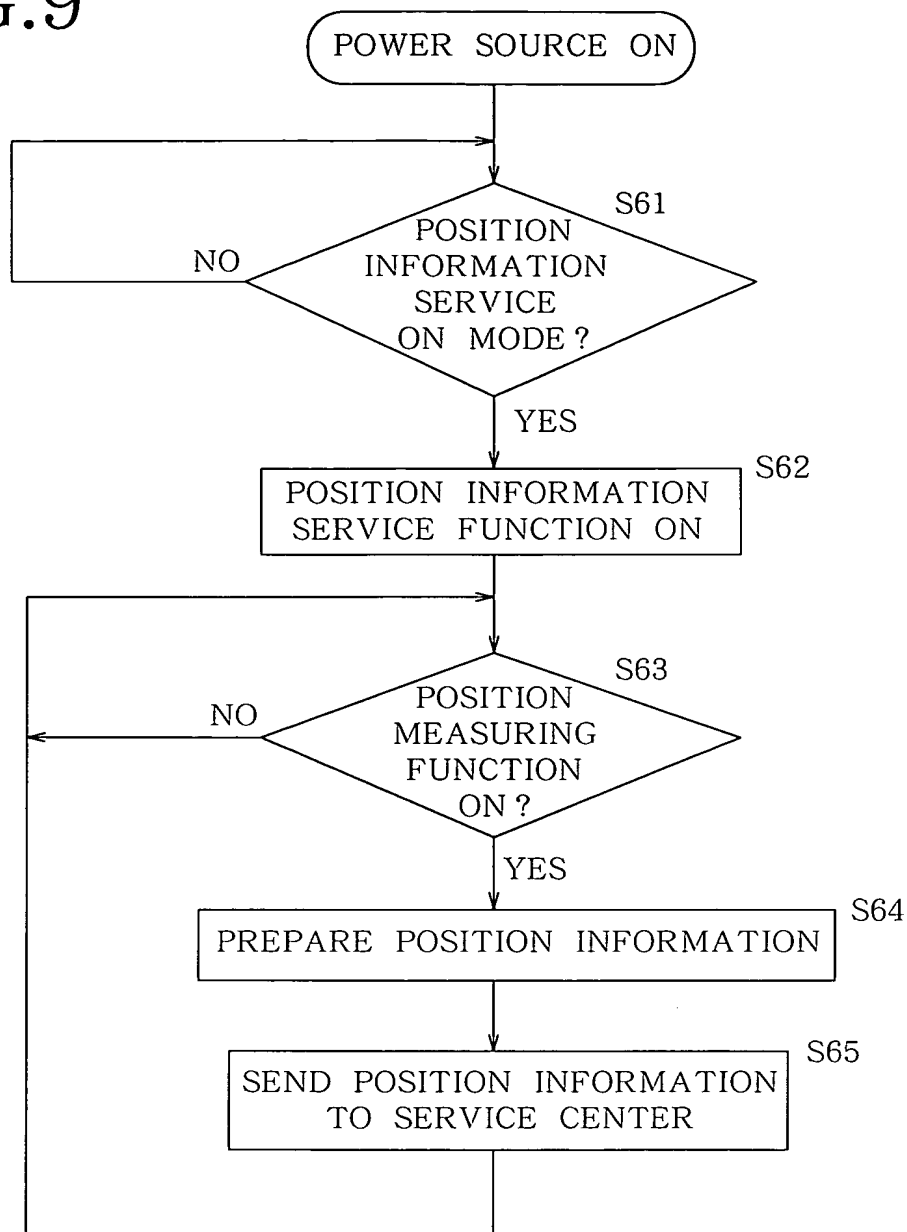 G.9
POWER SOURCE ON
S61
POSITION
INFORMATION
SERVICE
ON MODE?
NO
YES
S62
POSITION INFORMATION
SERVICE FUNCTION ON
S63
POSITION
MEASURING
FUNCTION
ON?
NO
YES
S64
PREPARE POSITION INFORMATION
S65
SEND POSITION INFORMATION
TO SERVICE CENTER